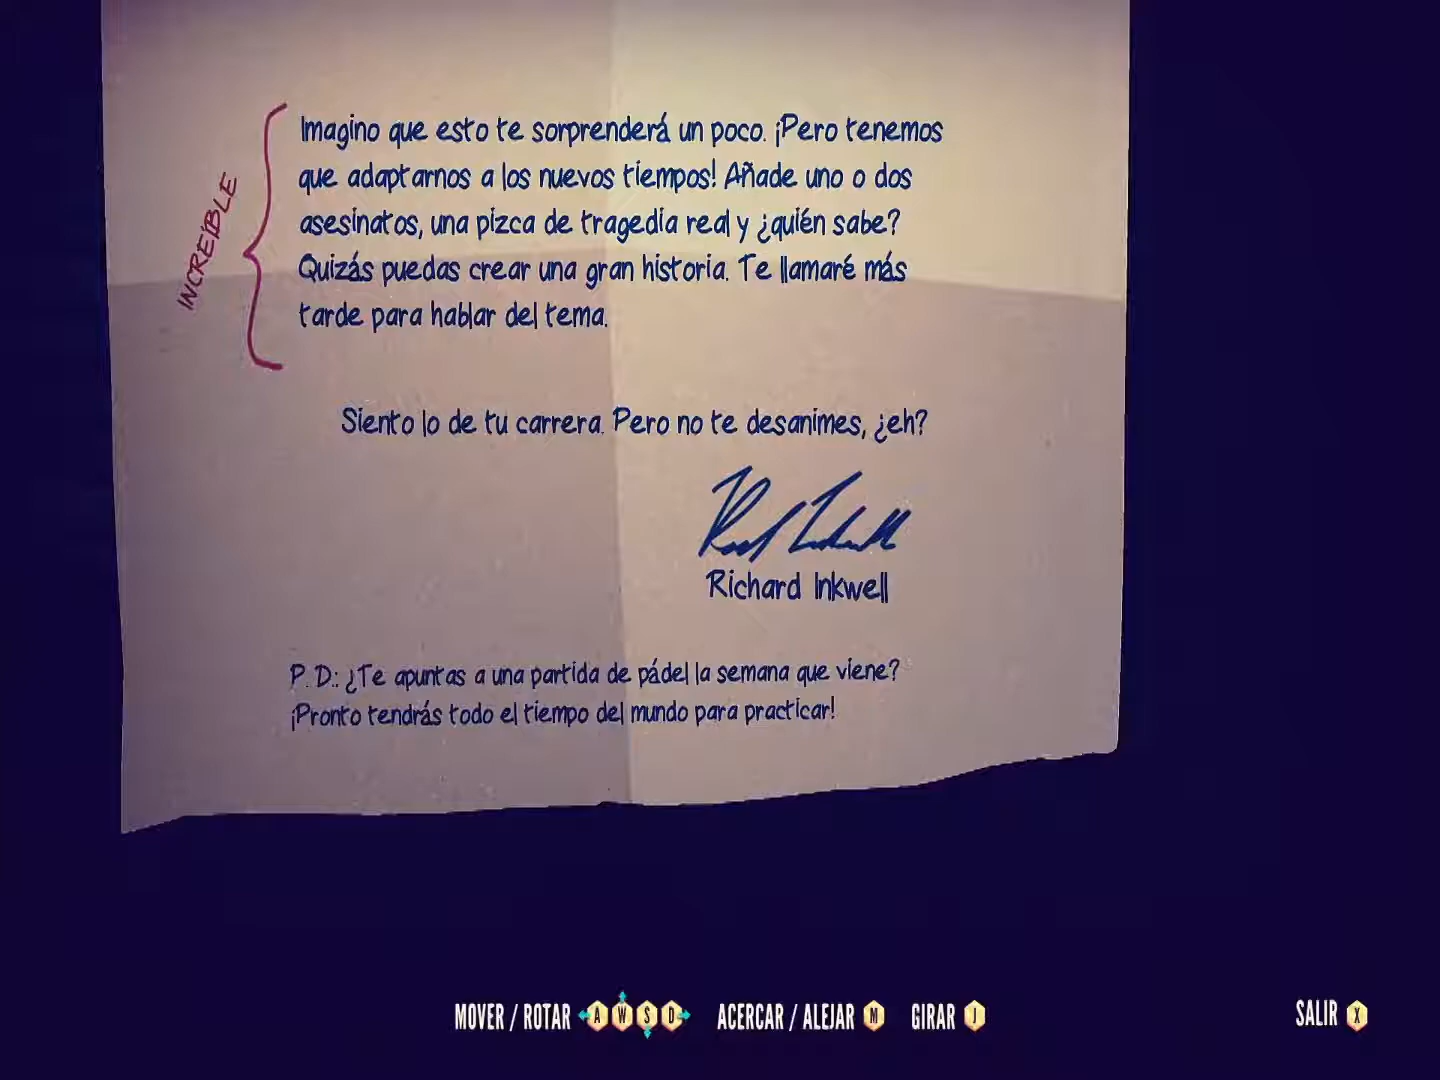 INCREÍBLE
Imagino que esto te sorprenderá un poco. ¡Pero tenemos
que adaptarnos a los nuevos tiempos! Añade uno o dos
asesinatos, una pizca de tragedia real y ¿quién sabe?
Quizás puedas crear una gran historia. Te llamaré más
tarde para hablar del tema.
Siento lo de tu carrera. Pero no te desanimes, ¿eh?
Richard Inkwell
P. D.: ¿Te apuntas a una partida de pádel la semana que viene?
¡Pronto tendrás todo el tiempo del mundo para practicar!
MOVER / ROTAR A W S D ACERCAR / ALEJAR M GIRAR J SALIR X